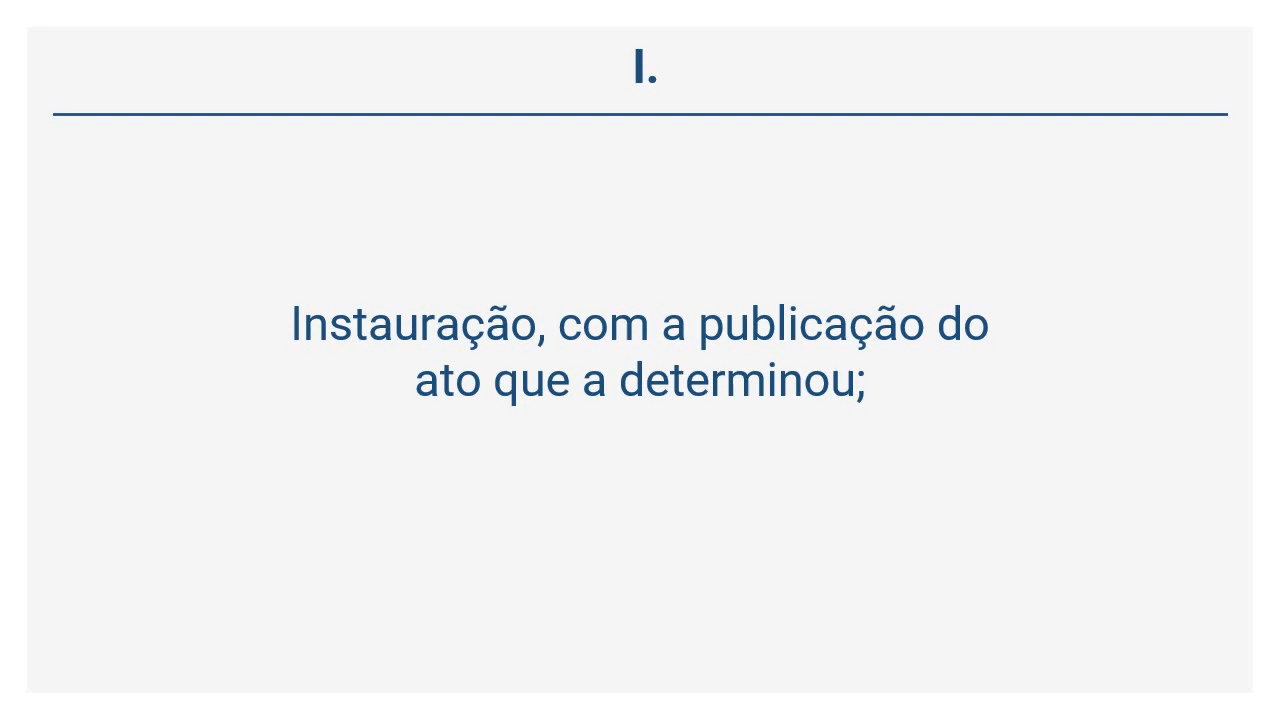 I.
Instauração, com a publicação do
ato que a determinou;